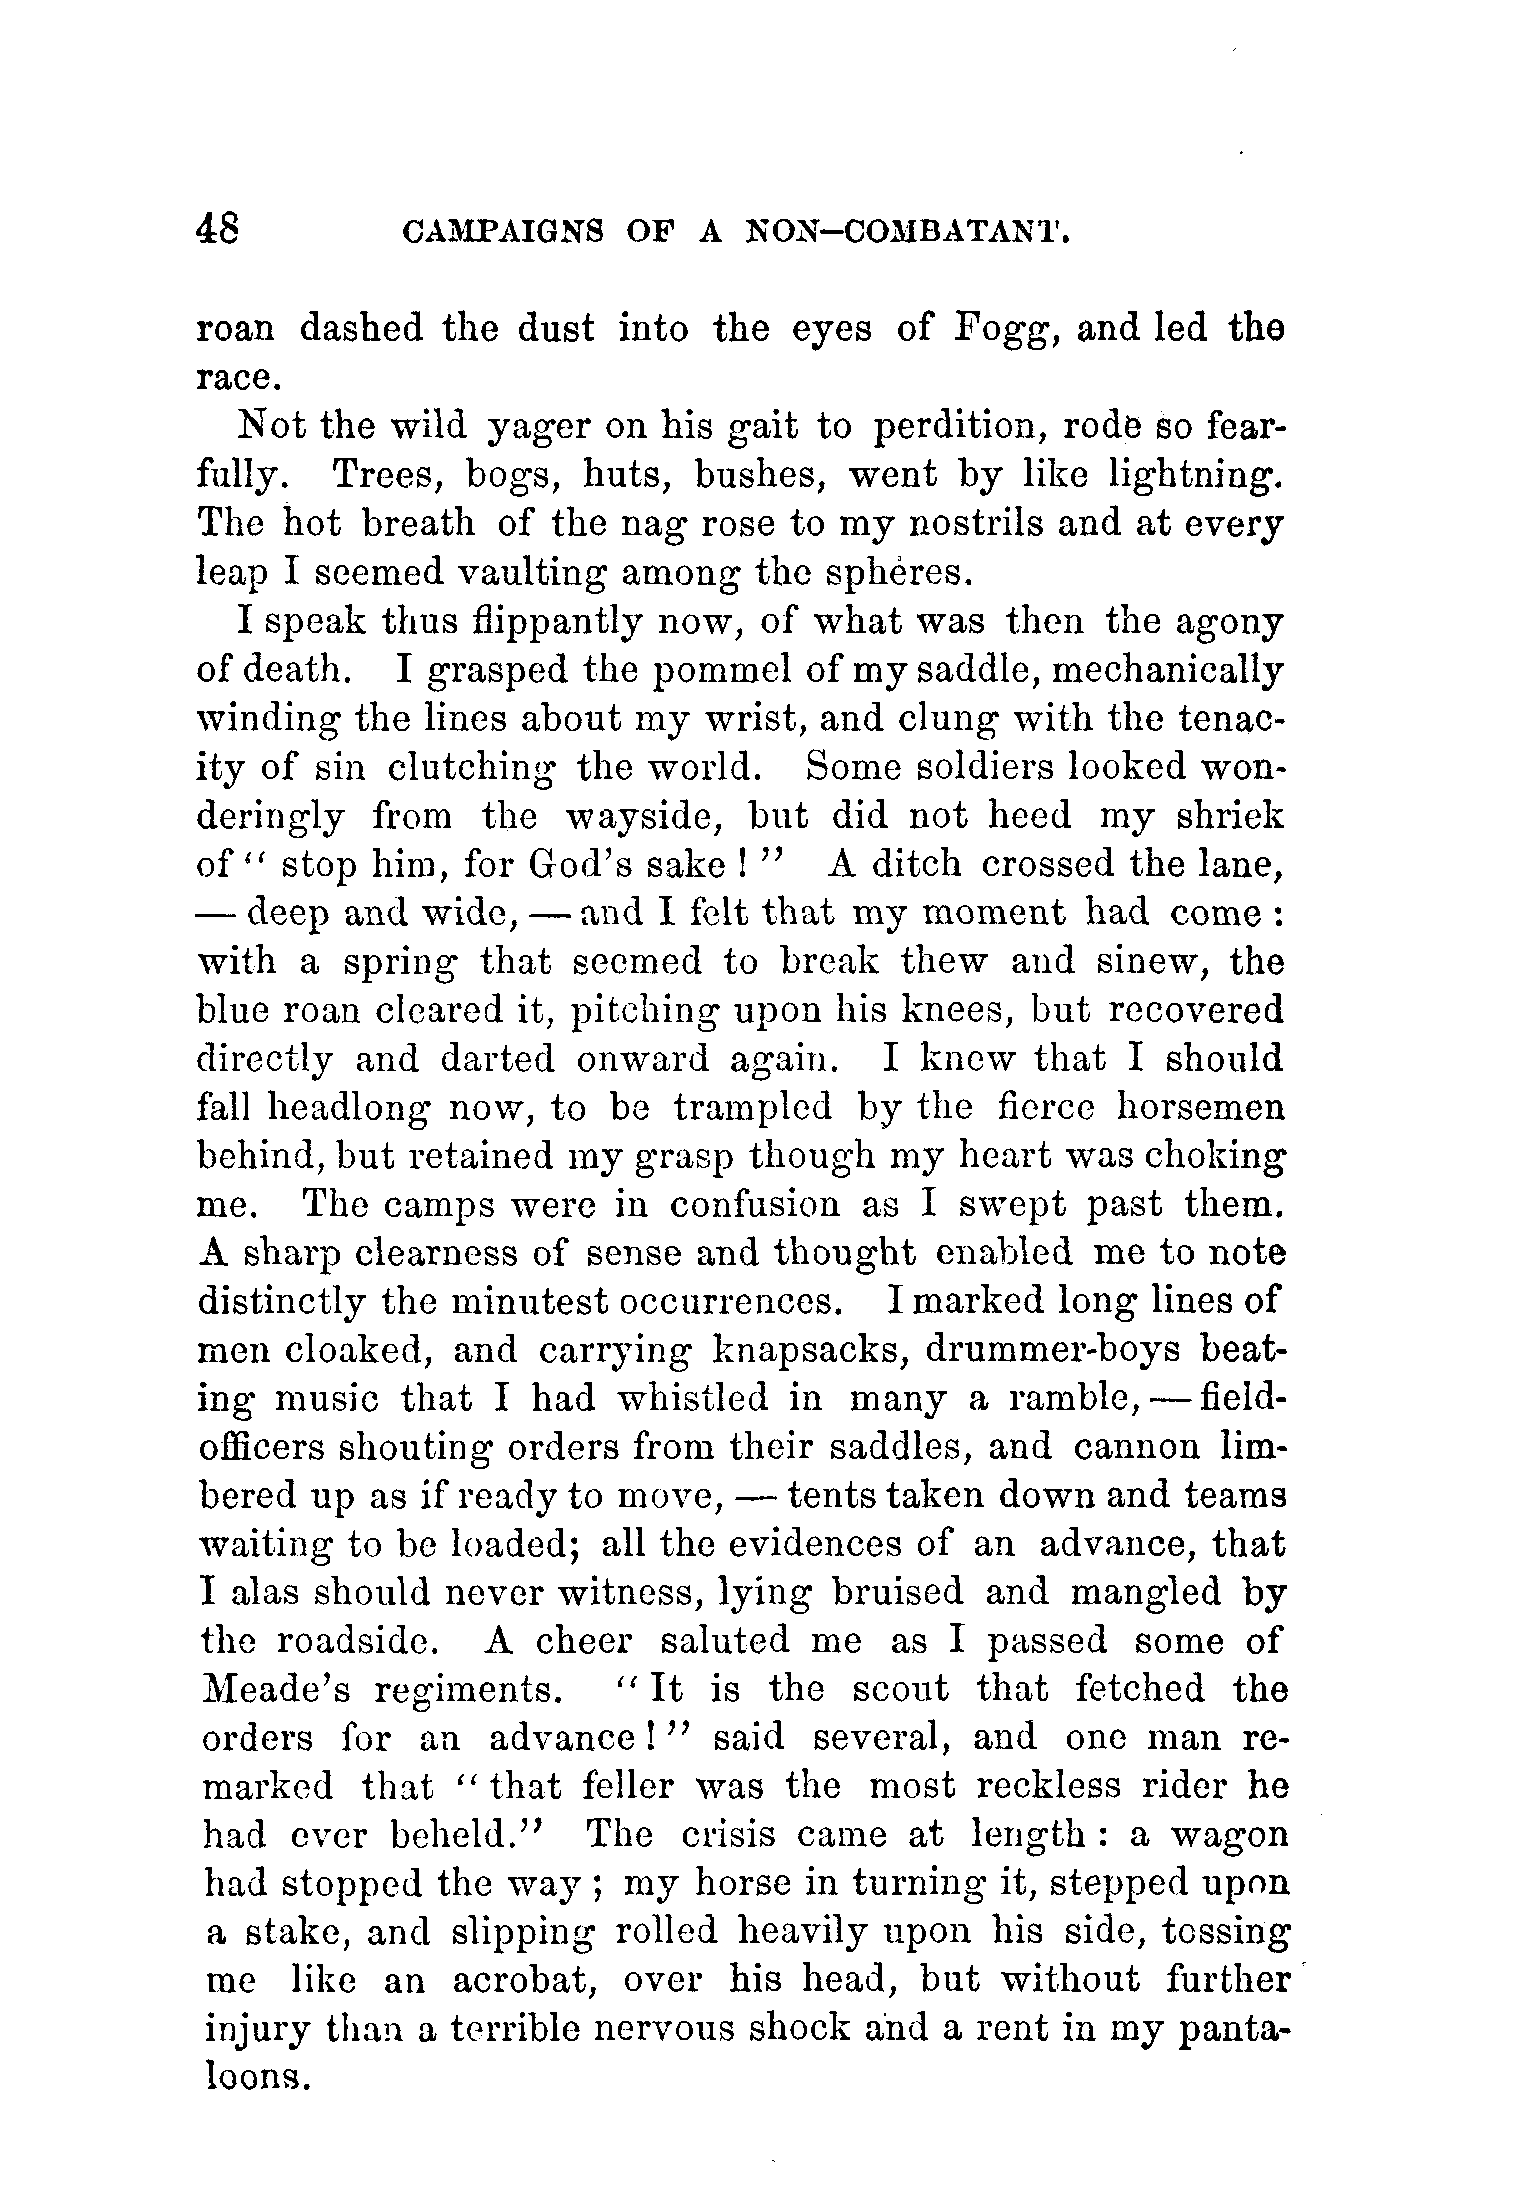 48 CAMPAIGNS OF A NON-COMBATANT.
roan dashed the dust into the eyes of Fogg, and led the
race.
Not the wild yager on his gait to perdition, rode so fear-
fully. Trees, bogs, huts, bushes, went by like lightning.
The hot breath of the nag rose to my nostrils and at every
leap I seemed vaulting among the spheres.
I speak thus flippantly now, of what was then the agony
of death. I grasped the pommel of my saddle, mechanically
winding the lines about my wrist, and clung with the tenac-
ity of sin clutching the world. Some soldiers looked won-
deringly from the wayside, but did not heed my shriek
of " stop him, for God's sake ! " A ditch crossed the lane,
— deep and wide, — and I felt that my moment had come :
with a spring that seemed to break thew and sinew, the
blue roan cleared it, pitching upon his knees, but recovered
directly and darted onward again. I knew that I should
fall headlong now, to be trampled by the fierce horsemen
behind, but retained my grasp though my heart was choking
me. The camps were in confusion as I swept past them.
A sharp clearness of sense and thought enabled me to note
distinctly the minutest occurrences. I marked long lines of
men cloaked, and carrying knapsacks, drummer-boys beat-
ing music that I had whistled in many a ramble, — field-
officers shouting orders from their saddles, and cannon lim-
bered up as if ready to move, — tents taken down and teams
waiting to be loaded; all the evidences of an advance, that
I alas should never witness, lying bruised and mangled by
the roadside. A cheer saluted me as I passed some of
Meade's regiments. " It is the scout that fetched the
orders for an advance ! " said several, and one man re-
marked that " that feller was the most reckless rider he
had ever beheld." The crisis came at length : a wagon
had stopped the way ; my horse in turning it, stepped upon
a stake, and slipping rolled heavily upon his side, tossing
me like an acrobat, over his head, but without further
injury than a terrible nervous shock and a rent in my panta-
loons.